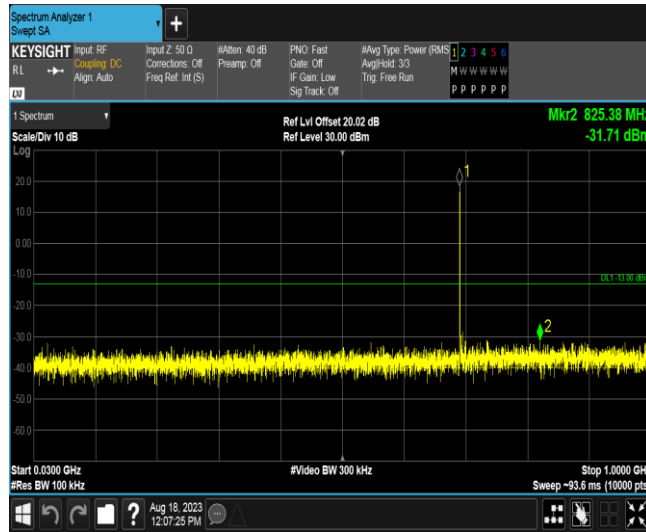 Spectrum Analyzer 1
Swept SA
+
KEYSIGHT Input: RF Input Z: 50 Ω #Atten: 40 dB PNO: Fast #Avg Type: Power (RMS 1 2 3 4 5 6
RL Coupling: DC Corrections: Off Preamp: Off Gate: Off Avg|Hold: 3/3 M W W W W W
Align: Auto Freq Ref: Int (S) IF Gain: Low Trig: Free Run
Sig Track: Off P P P P P P
LXI
1 Spectrum Ref Lvl Offset 20.02 dB Mkr2 825.38 MHz
Scale/Div 10 dB Ref Level 30.00 dBm -31.71 dBm
Log
1
20.0
10.0
0.00
-10.0
DL1 -13.00 dBm
-20.0
-30.0
2
-40.0
-50.0
-60.0
Start 0.0300 GHz #Video BW 300 kHz Stop 1.0000 GHz
#Res BW 100 kHz Sweep ~93.6 ms (10000 pts
? Aug 18, 2023
12:07:25 PM